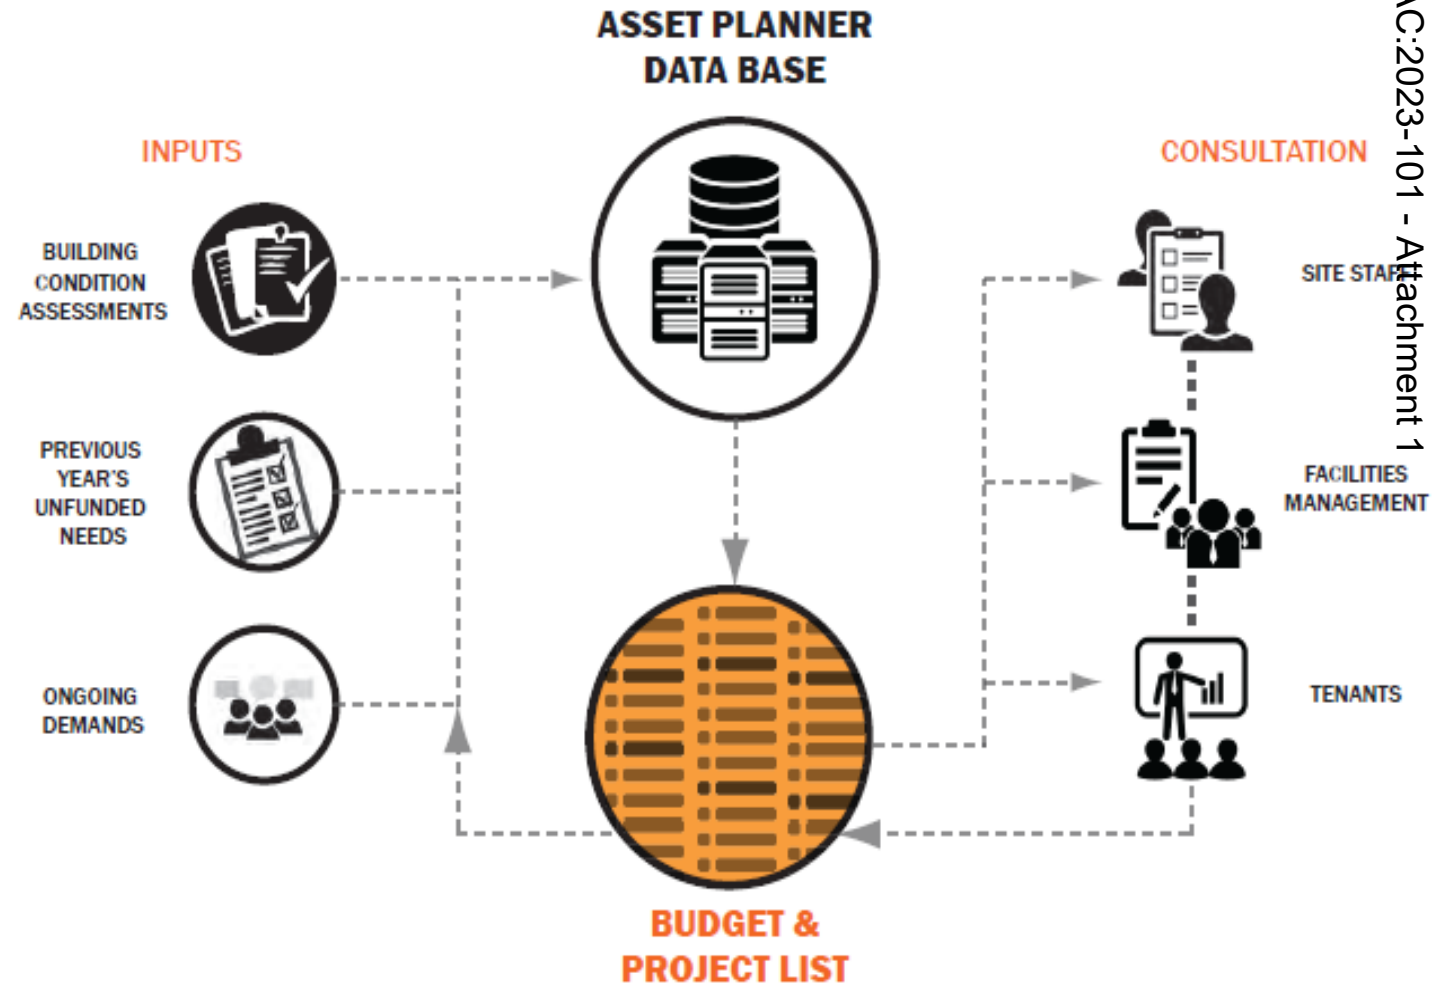 ASSET PLANNER
DATA BASE
INPUTS
BUILDING
CONDITION
ASSESSMENTS
PREVIOUS
YEAR'S
UNFUNDED
NEEDS
ONGOING
DEMANDS
CONSULTATION
SITE
FACILITIES
MANAGEMENT
TENANTS
BUDGET &
PROJECT LIST
AC:2023-101 - Attachment 1